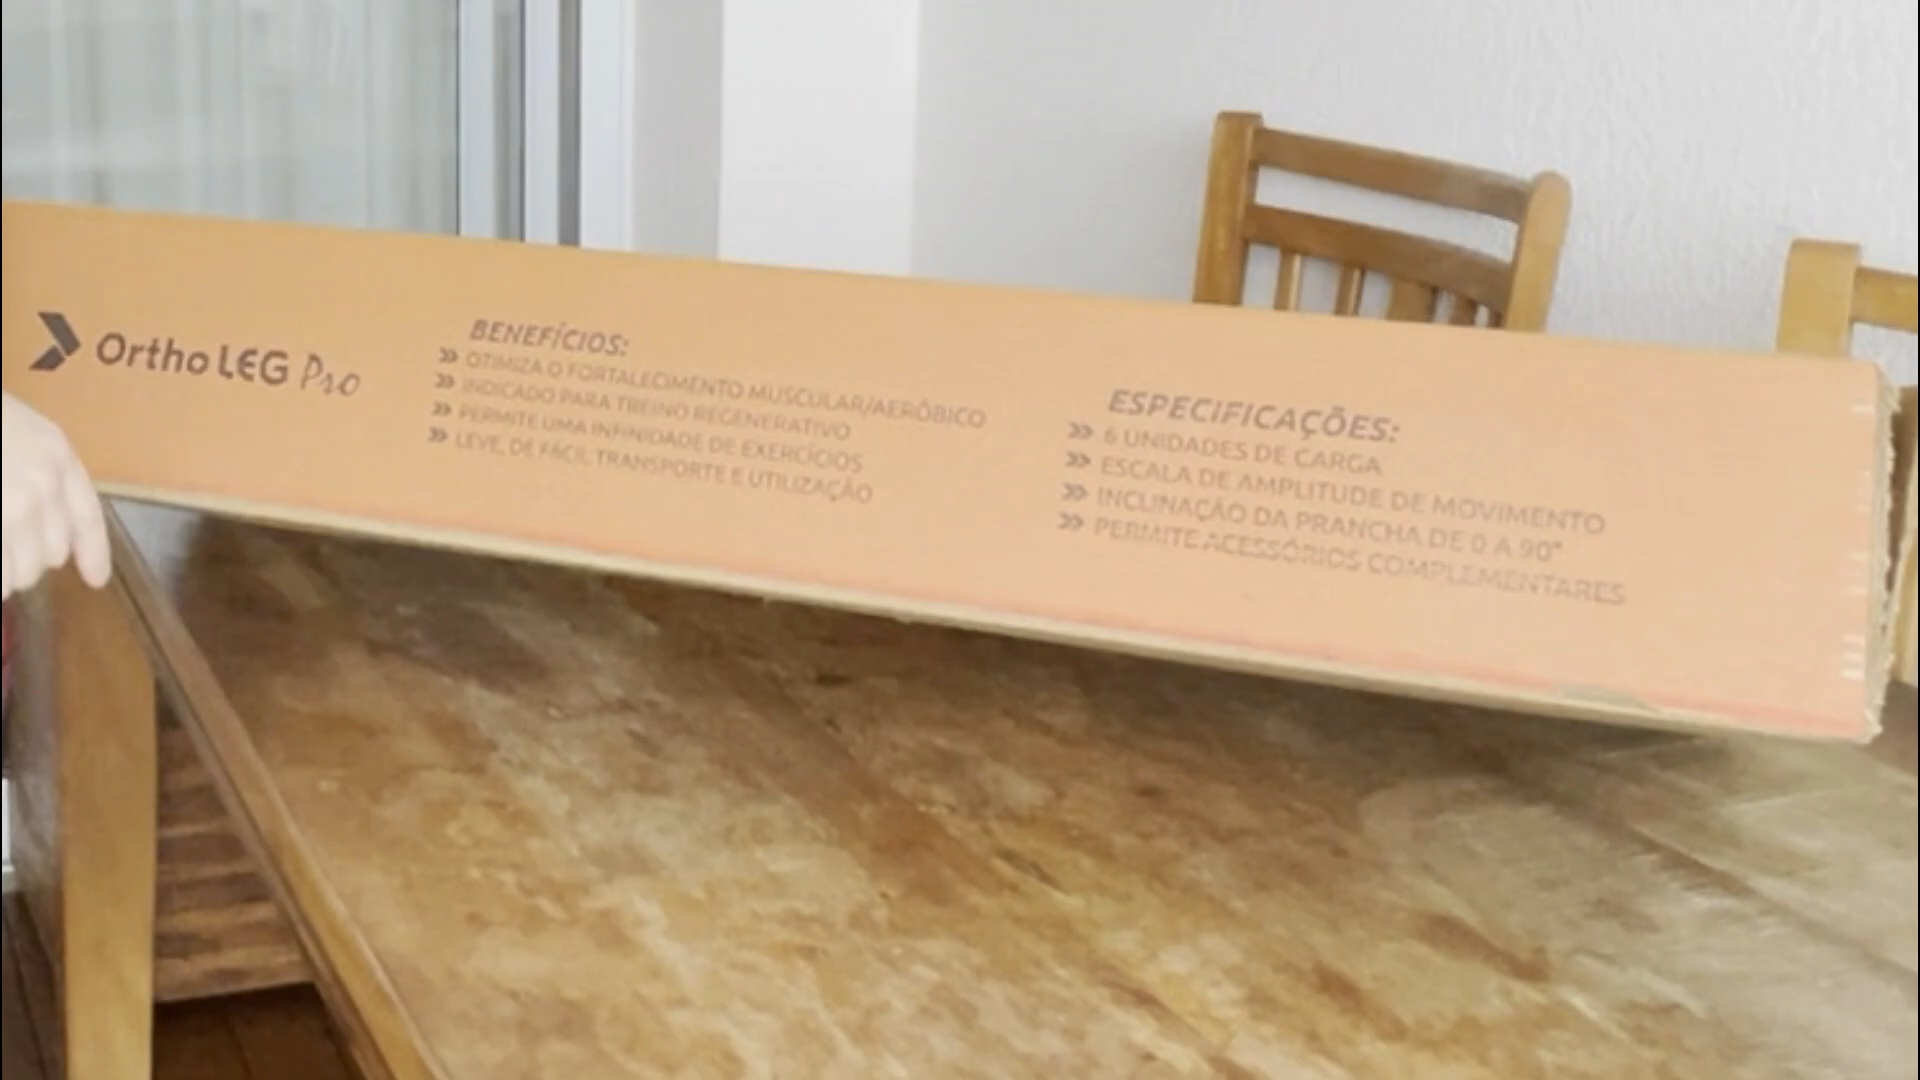 Ortho LEG Pro
BENEFÍCIOS:
OTIMIZA O FORTALECIMENTO MUSCULAR/AERÓBICO
INDICADO PARA TREINO REGENERATIVO
PERMITE UMA INFINIDADE DE EXERCÍCIOS
LEVE, DE FÁCIL TRANSPORTE E UTILIZAÇÃO
ESPECIFICAÇÕES:
6 UNIDADES DE CARGA
ESCALA DE AMPLITUDE DE MOVIMENTO
INCLINAÇÃO DA PRANCHA DE 0 A 90°
PERMITE ACESSÓRIOS COMPLEMENTARES